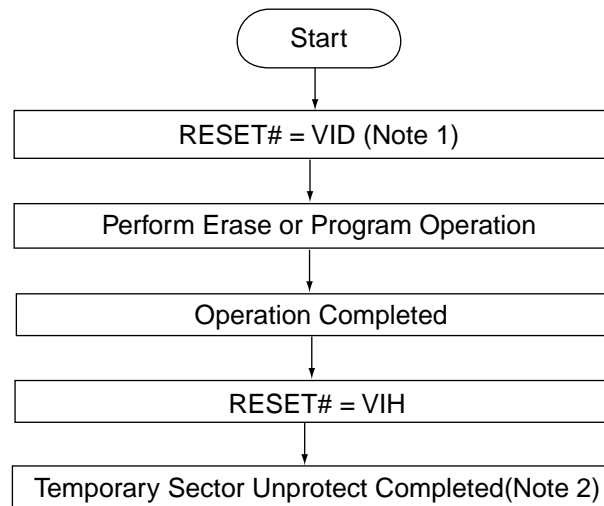 Start
RESET# = VID (Note 1)
Perform Erase or Program Operation
Operation Completed
RESET# = VIH
Temporary Sector Unprotect Completed(Note 2)